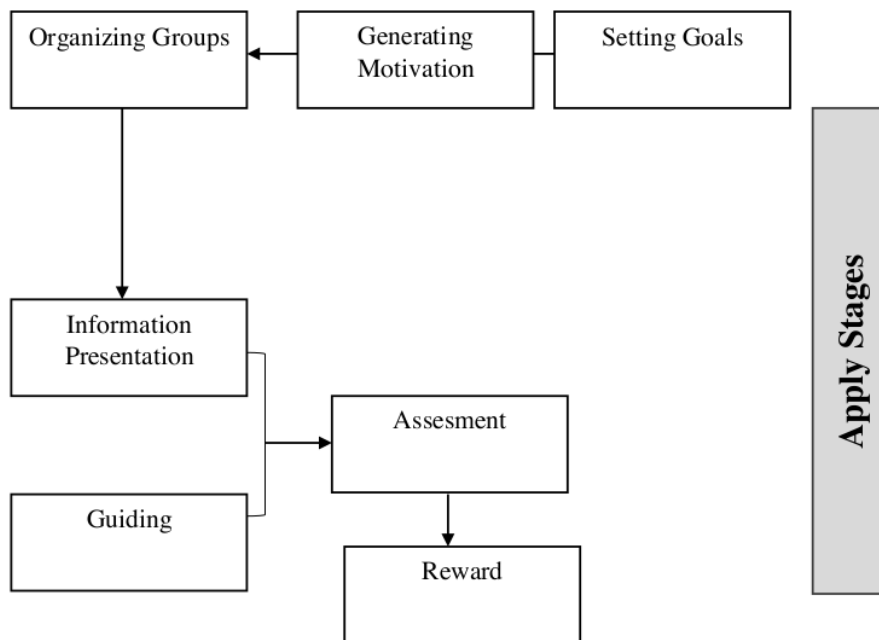 Organizing Groups
Generating
Motivation
Setting Goals
Information
Presentation
Assesment
Guiding
Reward
Apply Stages